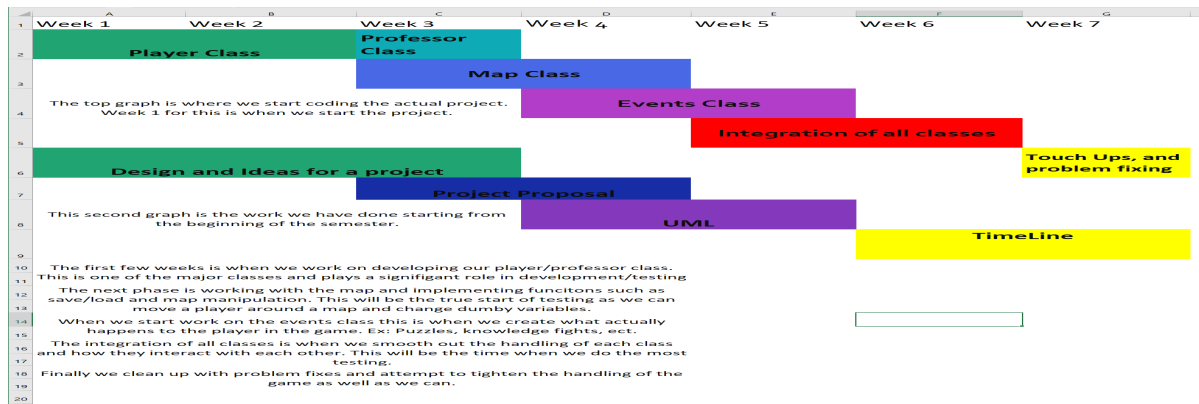 A B C D E F G
1 Week 1 Week 2 Week 3 Week 4 Week 5 Week 6 Week 7
2 Player Class Professor
Class
3 Map Class
The top graph is where we start coding the actual project.
4 Week 1 for this is when we start the project. Events Class
5 Integration of all classes
6 Design and Ideas for a project Touch Ups, and
problem fixing
7 Project Proposal
This second graph is the work we have done starting from
8 the beginning of the semester. UML
9 TimeLine
10 The first few weeks is when we work on developing our player/professor class.
11 This is one of the major classes and plays a signifigant role in development/testing
12 The next phase is working with the map and implementing funcitons such as
13 save/load and map manipulation. This will be the true start of testing as we can
move a player around a map and change dumby variables.
14 When we start work on the events class this is when we create what actually
15 happens to the player in the game. Ex: Puzzles, knowledge fights, ect.
16 The integration of all classes is when we smooth out the handling of each class
17 and how they interact with each other. This will be the time when we do the most
testing.
18 Finally we clean up with problem fixes and attempt to tighten the handling of the
19 game as well as we can.
20